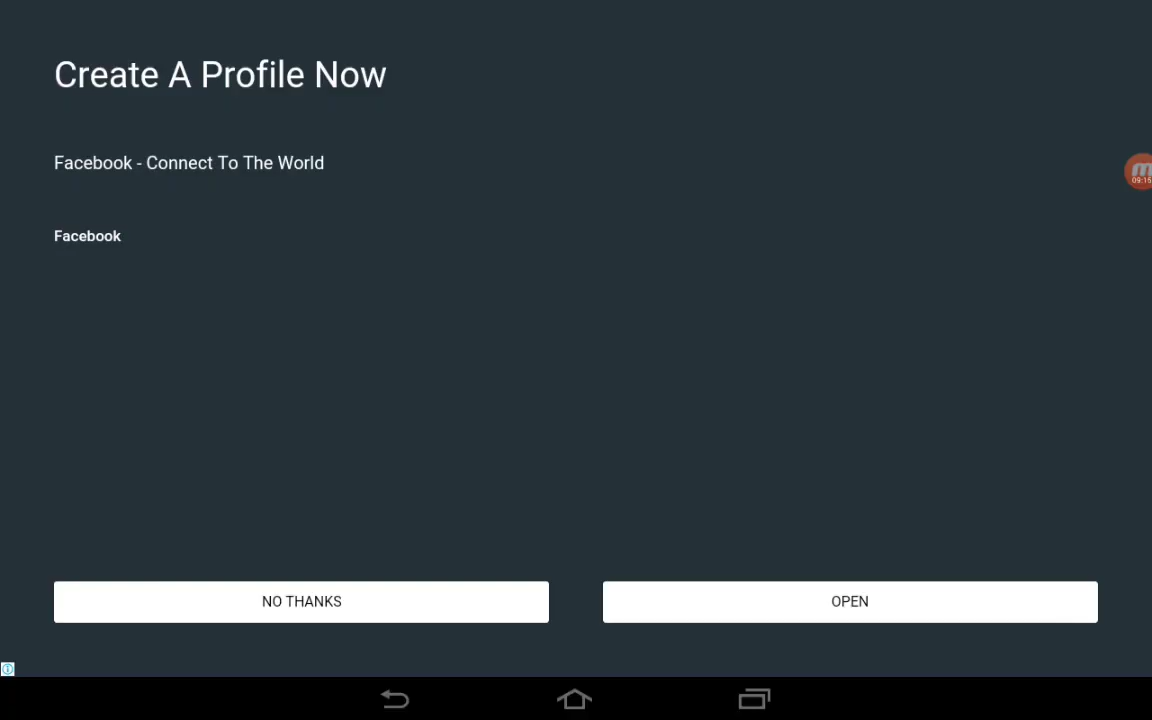 Create A Profile Now
Facebook - Connect To The World
Facebook
NO THANKS
OPEN